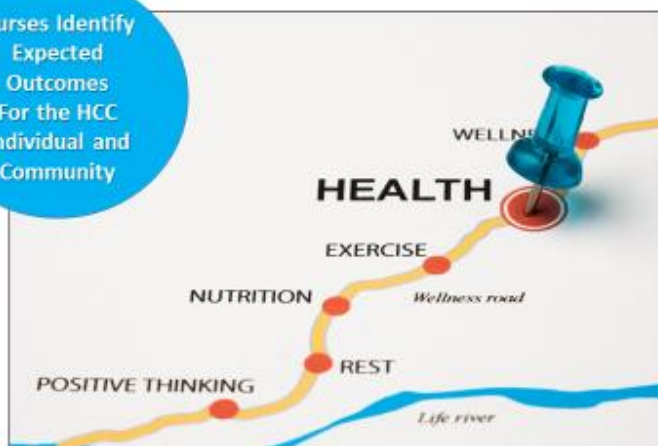 urses Identify
Expected
Outcomes
For the HCC
ndividual and
Community
WELLNE
HEALTH
EXERCISE
NUTRITION
Wellness road
REST
POSITIVE THINKING
Life river